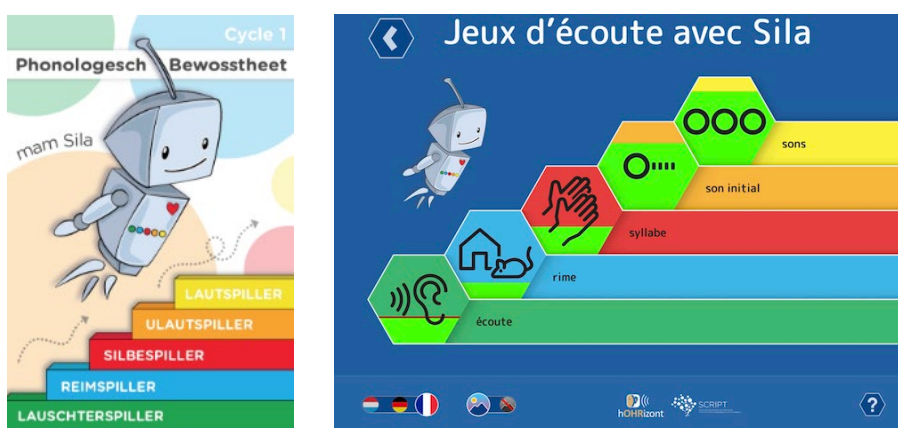 Cycle 1
Phonologesch Bewosstheet
mam Sila
LAUTSPILLER
ULAUTSPILLER
SILBESPILLER
REIMSPILLER
LAUSCHTERSPILLER
Jeux d'écoute avec Sila
sons
son initial
syllabe
rime
écoute
hOHRizont
SCRIPT
?